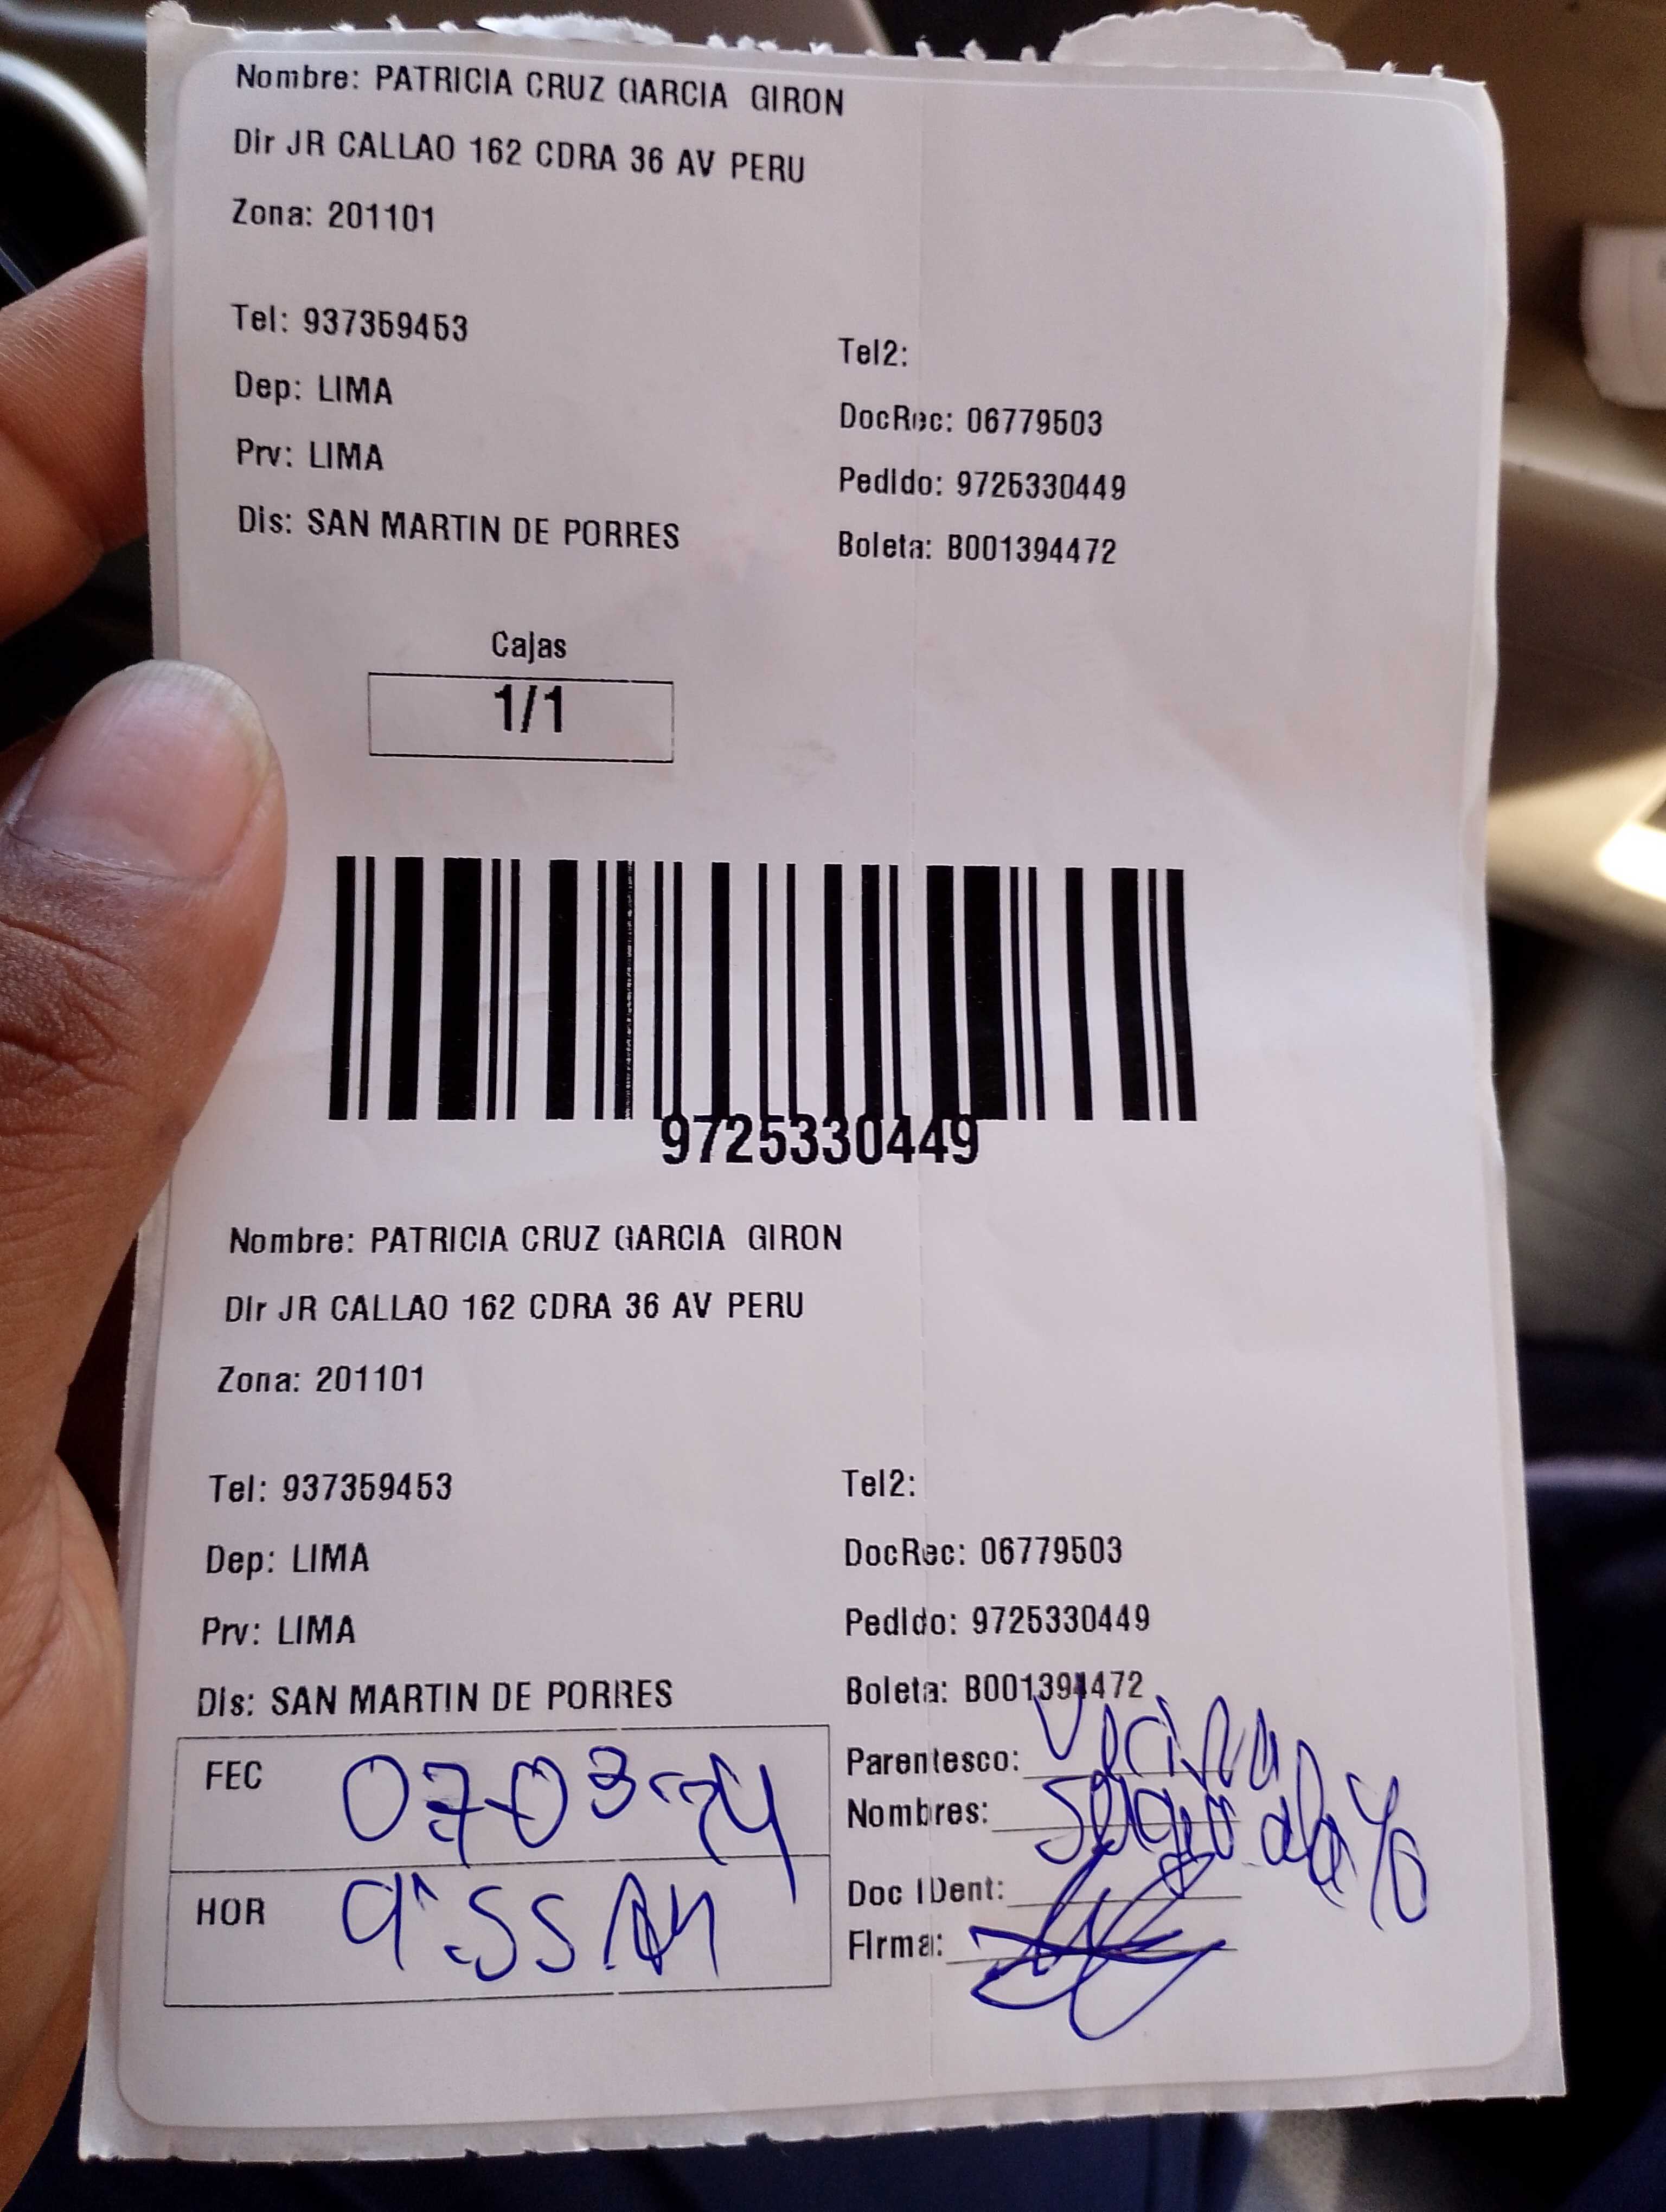 Nombre: PATRICIA CRUZ GARCIA GIRON
Dir JR CALLAO 162 CDRA 36 AV PERU
Zona: 201101
Tel: 937359453
Tel2:
Dep: LIMA
DocRec: 06779503
Prv: LIMA
Pedido: 9725330449
Dis: SAN MARTIN DE PORRES
Boleta: B001394472
Cajas
1/1
9725330449
Nombre: PATRICIA CRUZ GARCIA GIRON
Dir JR CALLAO 162 CDRA 36 AV PERU
Zona: 201101
Tel: 937359453
Tel2:
Dep: LIMA
DocRec: 06779503
Prv: LIMA
Pedido: 9725330449
Dis: SAN MARTIN DE PORRES
Boleta: B001394472
FEC 07-03-24
Parentesco:
Nombres:
HOR 9:55 AM
Doc IDent:
Firma: